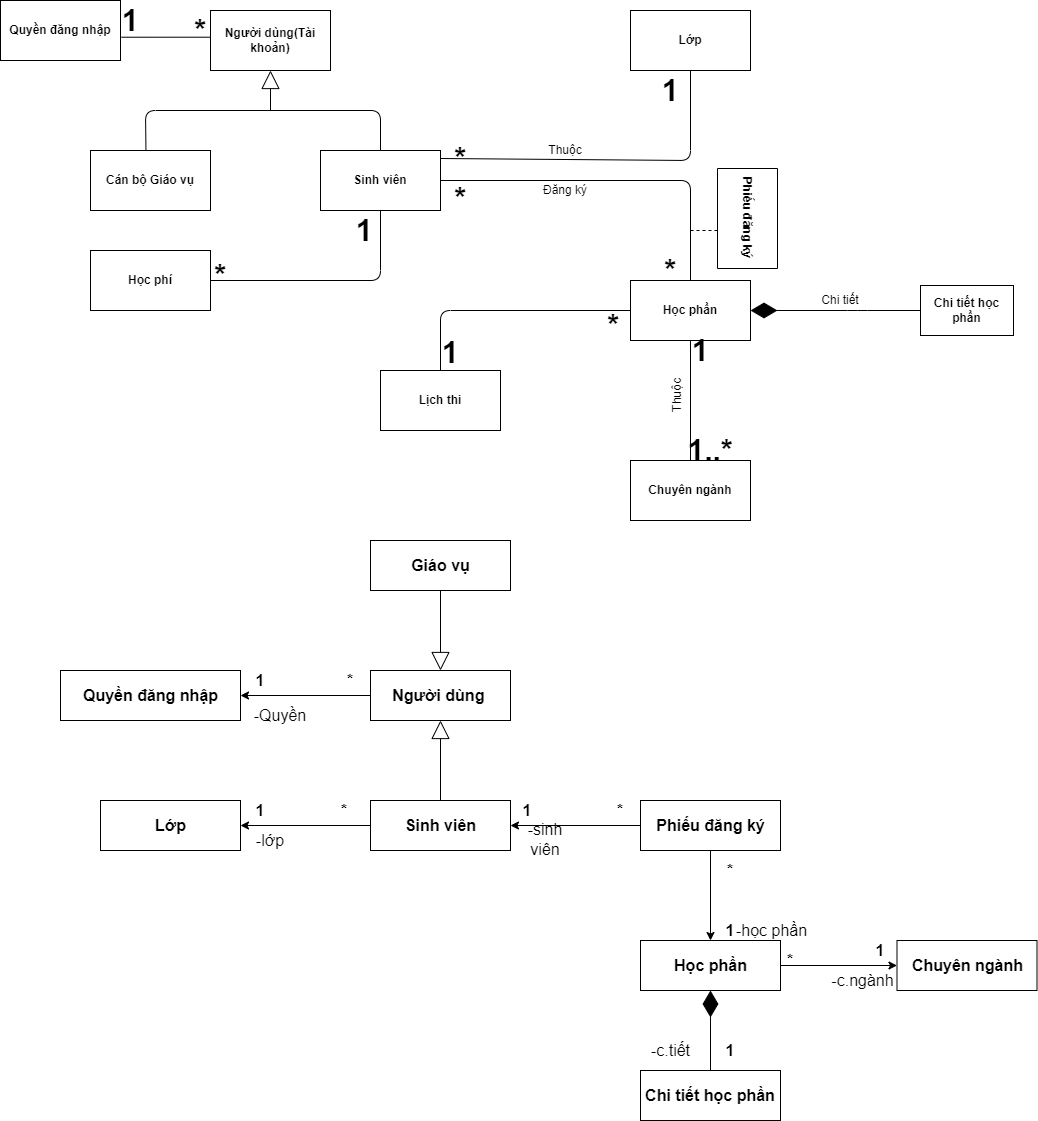 Quyền đăng nhập
1
*
Người dùng(Tài
khoản)
Lớp
1
Cán bộ Giáo vụ
Sinh viên
*
Thuộc
*
Đăng ký
Phiếu đăng ký
1
Học phí
*
*
Học phần
Chi tiết
Chi tiết học
phần
*
1
1
Lịch thi
Thuộc
1..*
Chuyên ngành
Giáo vụ
Quyền đăng nhập
1
*
-Quyền
Người dùng
Lớp
1
*
-lớp
Sinh viên
1
*
-sinh
viên
Phiếu đăng ký
*
1
-học phần
Học phần
*
1
-c.ngành
Chuyên ngành
-c.tiết
1
Chi tiết học phần